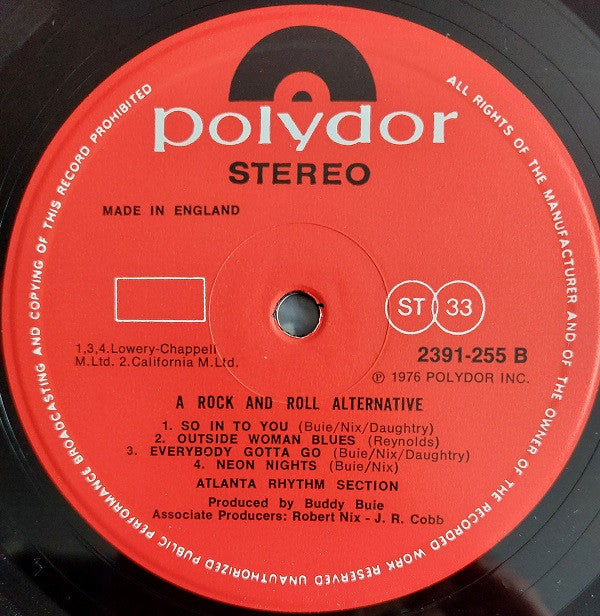 polydor
STEREO
MADE IN ENGLAND
ST 33
1,3,4.Lowery-Chappell
M.Ltd. 2.California M.Ltd.
2391-255 B
℗ 1976 POLYDOR INC.
A ROCK AND ROLL ALTERNATIVE
1. SO IN TO YOU (Buie/Nix/Daughtry)
2. OUTSIDE WOMAN BLUES (Reynolds)
3. EVERYBODY GOTTA GO (Buie/Nix/Daughtry)
4. NEON NIGHTS (Buie/Nix)
ATLANTA RHYTHM SECTION
Produced by Buddy Buie
Associate Producers: Robert Nix - J. R. Cobb
ALL RIGHTS OF THE MANUFACTURER AND OF THE OWNER OF THE RECORDED WORK RESERVED UNAUTHORIZED PUBLIC PERFORMANCE BROADCASTING AND COPYING OF THIS RECORD PROHIBITED